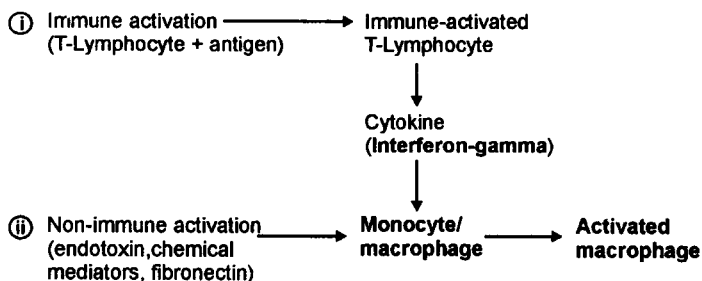 ⓘ Immune activation
(T-Lymphocyte + antigen)
Immune-activated
T-Lymphocyte
Cytokine
(Interferon-gamma)
ⓘⓘ Non-immune activation
(endotoxin,chemical
mediators, fibronectin)
Monocyte/
macrophage
Activated
macrophage